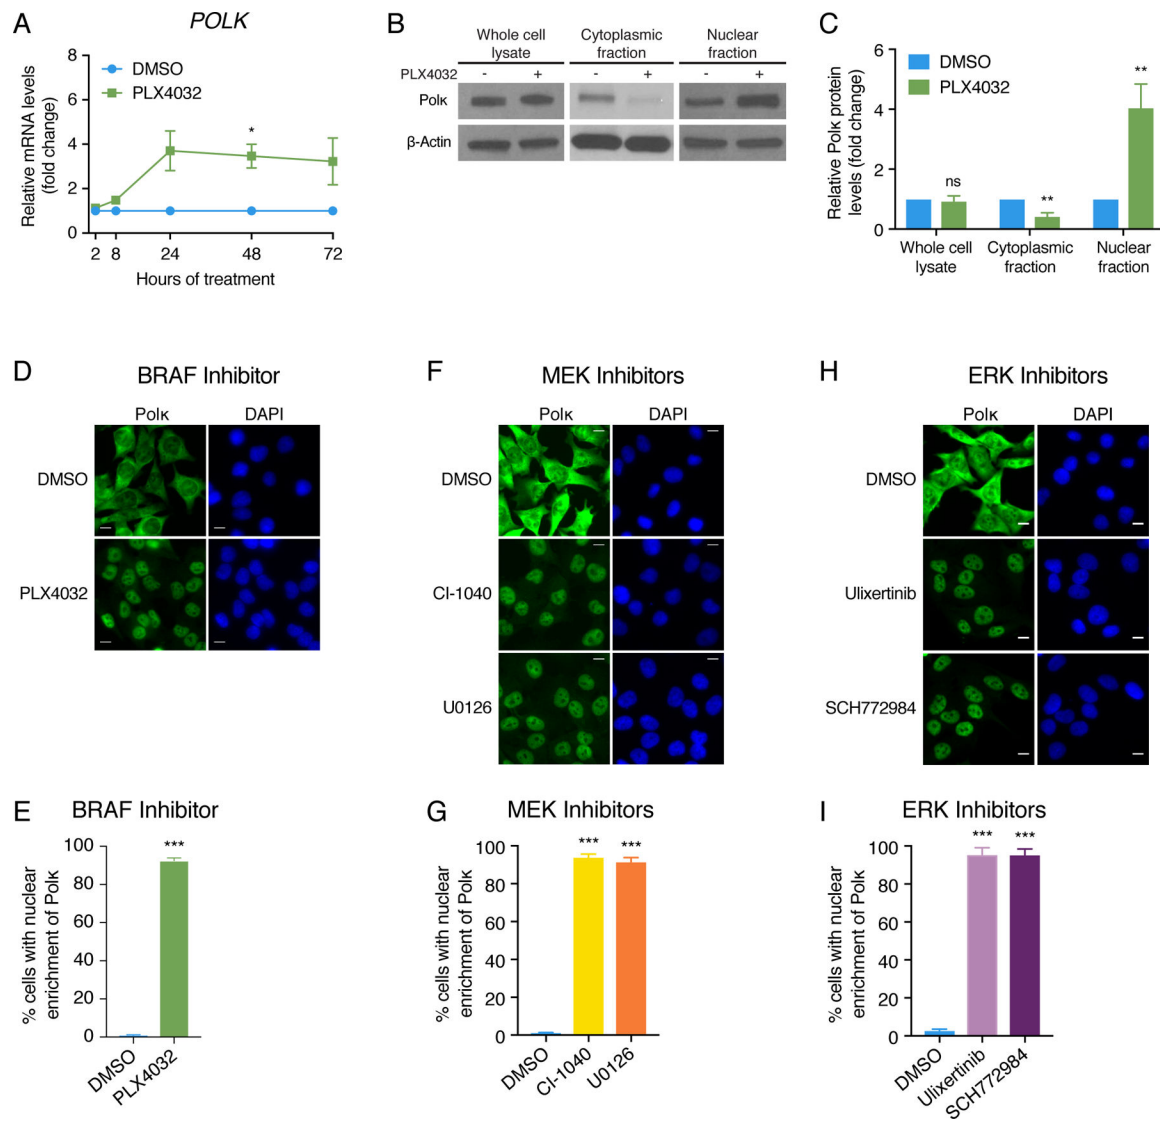 A
POLK
Relative mRNA levels
(fold change)
8
6
4
2
0
DMSO
PLX4032
*
2 8 24 48 72
Hours of treatment
B
Whole cell
lysate
Cytoplasmic
fraction
Nuclear
fraction
PLX4032 - + - + - +
Polκ
β-Actin
C
Relative Polκ protein
levels (fold change)
6
4
2
0
DMSO
PLX4032
ns
**
**
Whole cell
lysate
Cytoplasmic
fraction
Nuclear
fraction
D
BRAF Inhibitor
Polκ DAPI
DMSO
PLX4032
F
MEK Inhibitors
Polκ DAPI
DMSO
CI-1040
U0126
H
ERK Inhibitors
Polκ DAPI
DMSO
Ulixertinib
SCH772984
E
BRAF Inhibitor
% cells with nuclear
enrichment of Polκ
100
80
60
40
20
0
***
DMSO
PLX4032
G
MEK Inhibitors
% cells with nuclear
enrichment of Polκ
100
80
60
40
20
0
*** ***
DMSO
CI-1040
U0126
I
ERK Inhibitors
% cells with nuclear
enrichment of Polκ
100
80
60
40
20
0
*** ***
DMSO
Ulixertinib
SCH772984